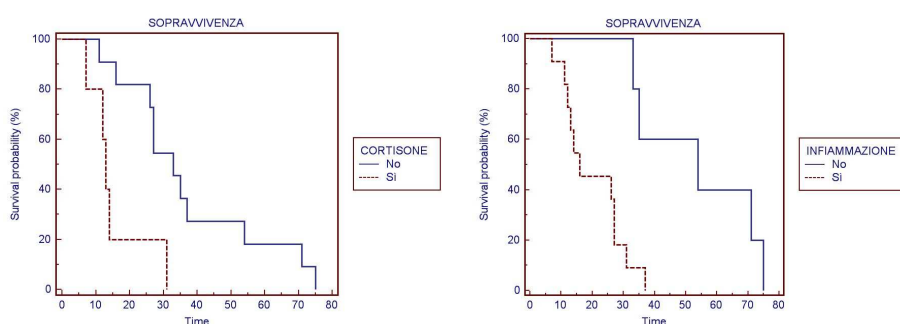 SOPRAVVIVENZA
100
80
60
40
20
0
Survival probability (%)
0 10 20 30 40 50 60 70 80
Time
CORTISONE
No
Si
SOPRAVVIVENZA
100
80
60
40
20
0
Survival probability (%)
0 10 20 30 40 50 60 70 80
Time
INFIAMMAZIONE
No
Si